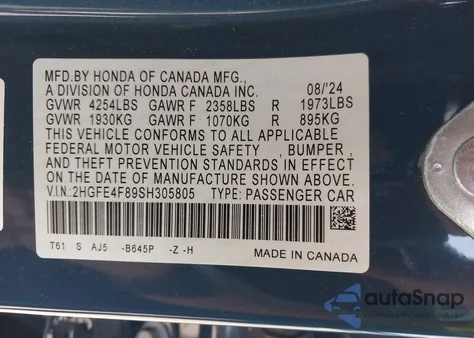 MFD.BY HONDA OF CANADA MFG.,
A DIVISION OF HONDA CANADA INC. 08/'24
GVWR 4254LBS GAWR F 2358LBS R 1973LBS
GVWR 1930KG GAWR F 1070KG R 895KG
THIS VEHICLE CONFORMS TO ALL APPLICABLE
FEDERAL MOTOR VEHICLE SAFETY , BUMPER ,
AND THEFT PREVENTION STANDARDS IN EFFECT
ON THE DATE OF MANUFACTURE SHOWN ABOVE.
V.I.N: 2HGFE4F89SH305805 TYPE: PASSENGER CAR
T61 S AJ5 -B645P -Z -H
MADE IN CANADA
autoSnap